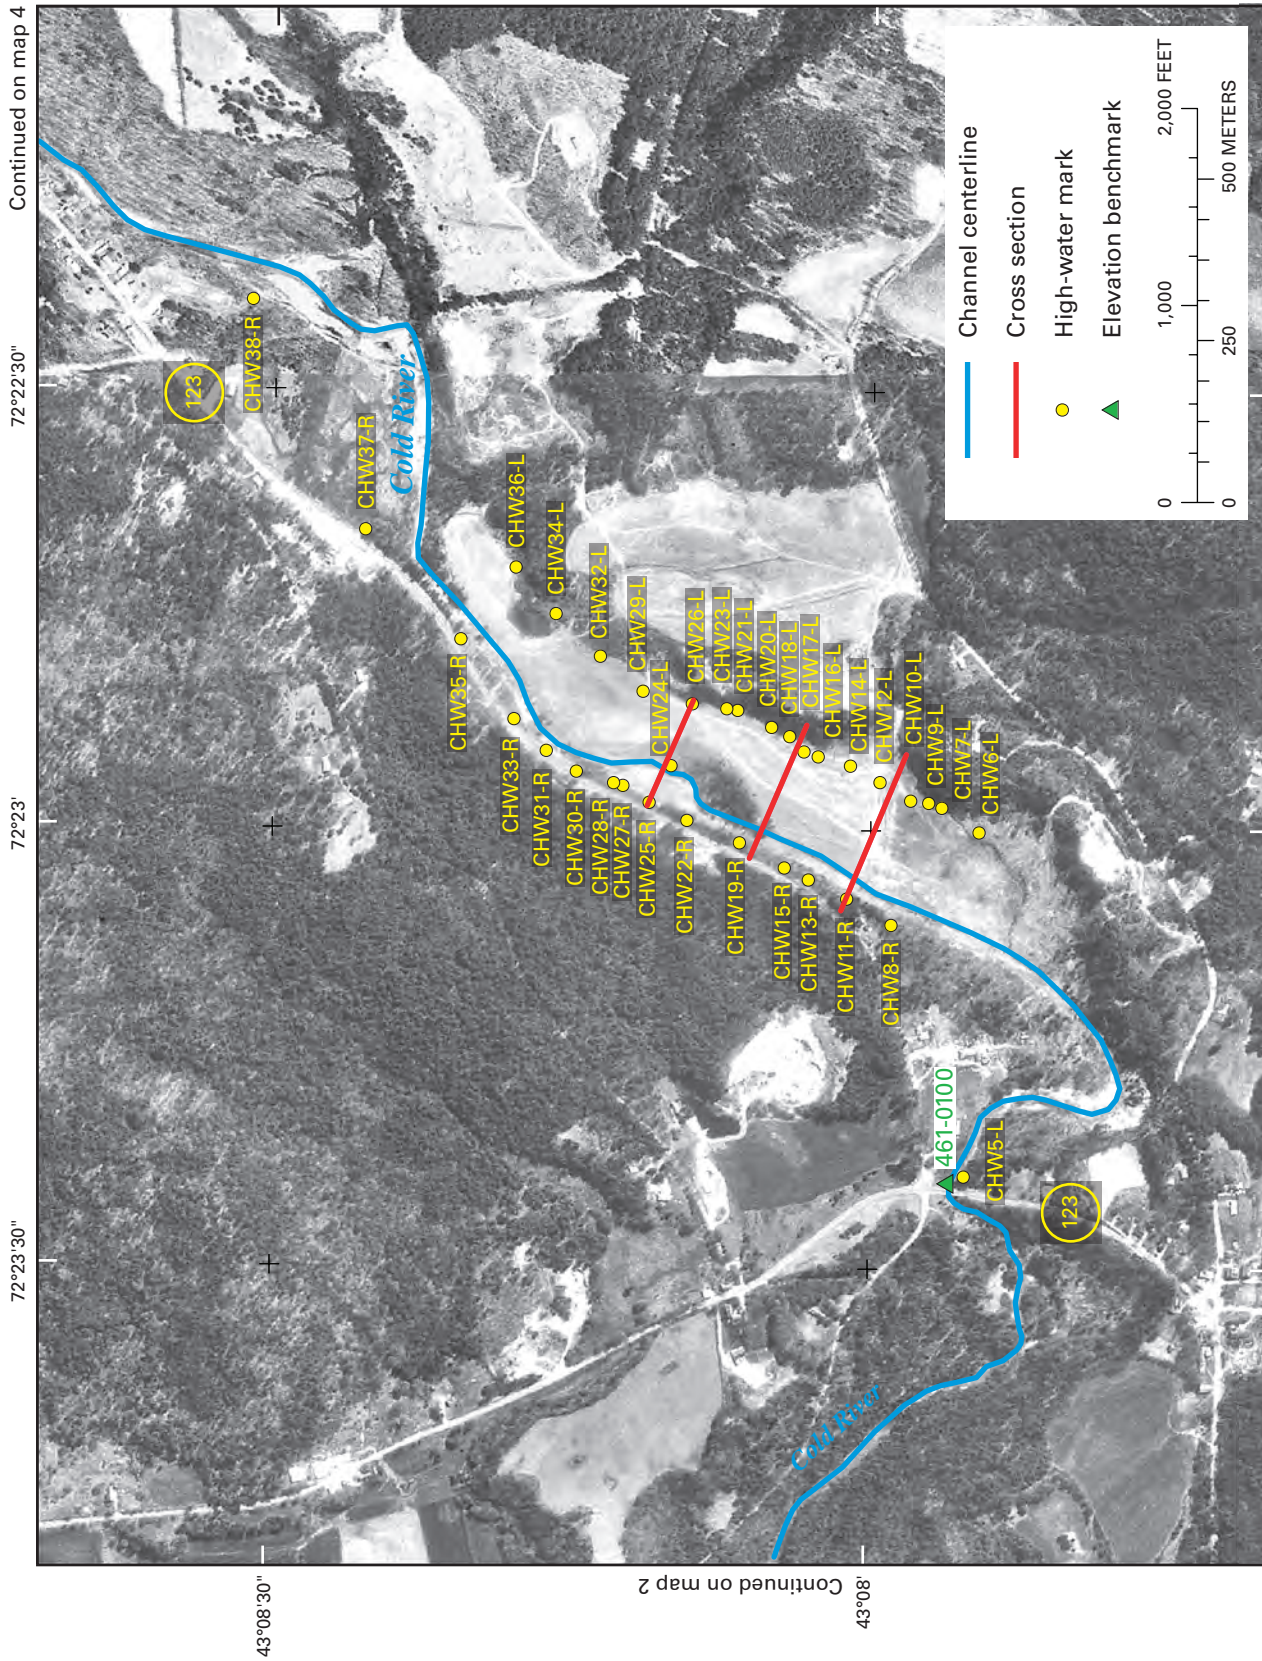 Continued on map 4
72°22'30"
72°23'
72°23'30"
43°08'30"
43°08'
Continued on map 2
123
CHW38-R
CHW37-R
Cold River
CHW36-L
CHW35-R
CHW34-L
CHW33-R
CHW32-L
CHW31-R
CHW30-R
CHW29-L
CHW28-R
CHW27-R
CHW26-L
CHW25-R
CHW24-L
CHW23-L
CHW22-R
CHW21-L
CHW20-L
CHW19-R
CHW18-L
CHW17-L
CHW16-L
CHW15-R
CHW14-L
CHW13-R
CHW12-L
CHW11-R
CHW10-L
CHW9-L
CHW8-R
CHW7-L
CHW6-L
461-0100
CHW5-L
123
Cold River
Channel centerline
Cross section
High-water mark
Elevation benchmark
0 1,000 2,000 FEET
0 250 500 METERS